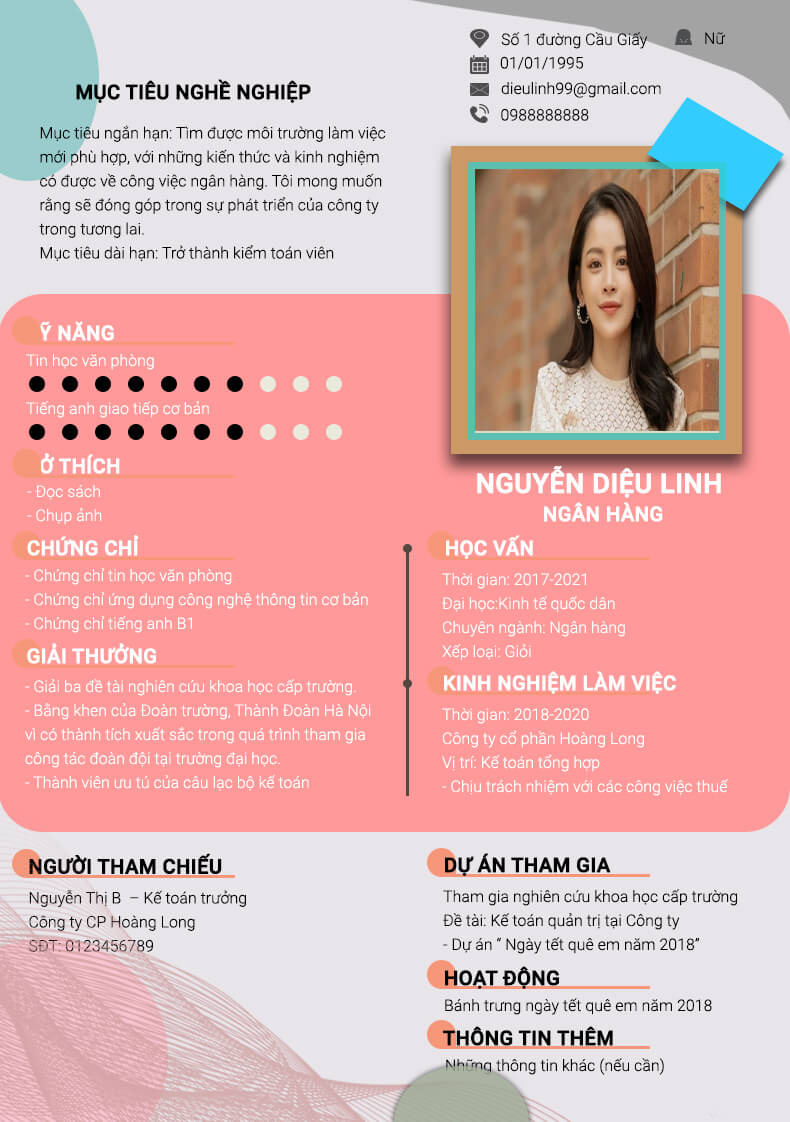 Số 1 đường Cầu Giấy
Nữ
01/01/1995
dieulinh99@gmail.com
0988888888
MỤC TIÊU NGHỀ NGHIỆP
Mục tiêu ngắn hạn: Tìm được môi trường làm việc
mới phù hợp, với những kiến thức và kinh nghiệm
có được về công việc ngân hàng. Tôi mong muốn
rằng sẽ đóng góp trong sự phát triển của công ty
trong tương lai.
Mục tiêu dài hạn: Trở thành kiểm toán viên
Ỹ NĂNG
Tin học văn phòng
Tiếng anh giao tiếp cơ bản
Ở THÍCH
- Đọc sách
- Chụp ảnh
CHỨNG CHỈ
- Chứng chỉ tin học văn phòng
- Chứng chỉ ứng dụng công nghệ thông tin cơ bản
- Chứng chỉ tiếng anh B1
GIẢI THƯỞNG
- Giải ba đề tài nghiên cứu khoa học cấp trường.
- Bằng khen của Đoàn trường, Thành Đoàn Hà Nội
vì có thành tích xuất sắc trong quá trình tham gia
công tác đoàn đội tại trường đại học.
- Thành viên ưu tú của câu lạc bộ kế toán
NGUYỄN DIỆU LINH
NGÂN HÀNG
HỌC VẤN
Thời gian: 2017-2021
Đại học:Kinh tế quốc dân
Chuyên ngành: Ngân hàng
Xếp loại: Giỏi
KINH NGHIỆM LÀM VIỆC
Thời gian: 2018-2020
Công ty cổ phần Hoàng Long
Vị trí: Kế toán tổng hợp
- Chịu trách nhiệm với các công việc thuế
NGƯỜI THAM CHIẾU
Nguyễn Thị B – Kế toán trưởng
Công ty CP Hoàng Long
SĐT: 0123456789
DỰ ÁN THAM GIA
Tham gia nghiên cứu khoa học cấp trường
Đề tài: Kế toán quản trị tại Công ty
- Dự án “ Ngày tết quê em năm 2018”
HOẠT ĐỘNG
Bánh trưng ngày tết quê em năm 2018
THÔNG TIN THÊM
Những thông tin khác (nếu cần)